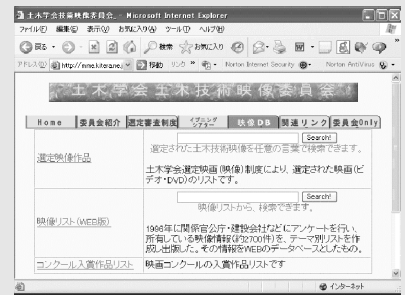 土木学会技術映像委員会. - Microsoft Internet Explorer
ファイル(F) 編集(E) 表示(V) お気に入り(A) ツール(T) ヘルプ(H)
戻る 検索 お気に入り
アドレス(D) http://mme.kiter 移動 リンク Norton Internet Security Norton AntiVirus
土木学会土木技術映像委員会
Home 委員会紹介 選定審査制度 イブニングシアター 映像DB 関連リンク 委員会Only
Search!
選定された土木技術映像を任意の言葉で検索できます。
選定映像作品
土木学会選定映画(映像)制度により、選定された映画(ビ
デオ・DVD)のリストです。
Search!
映像リストから、検索できます。
映像リスト(WEB版)
1996年に関係官公庁・建設会社などにアンケートを行い、
所有している映像情報(約2700件)を、テーマ別リストを作
成し出版した。その情報をWEBのデータベースとしたもの。
コンクール入賞作品リスト 映画コンクールの入賞作品リストです
インターネット